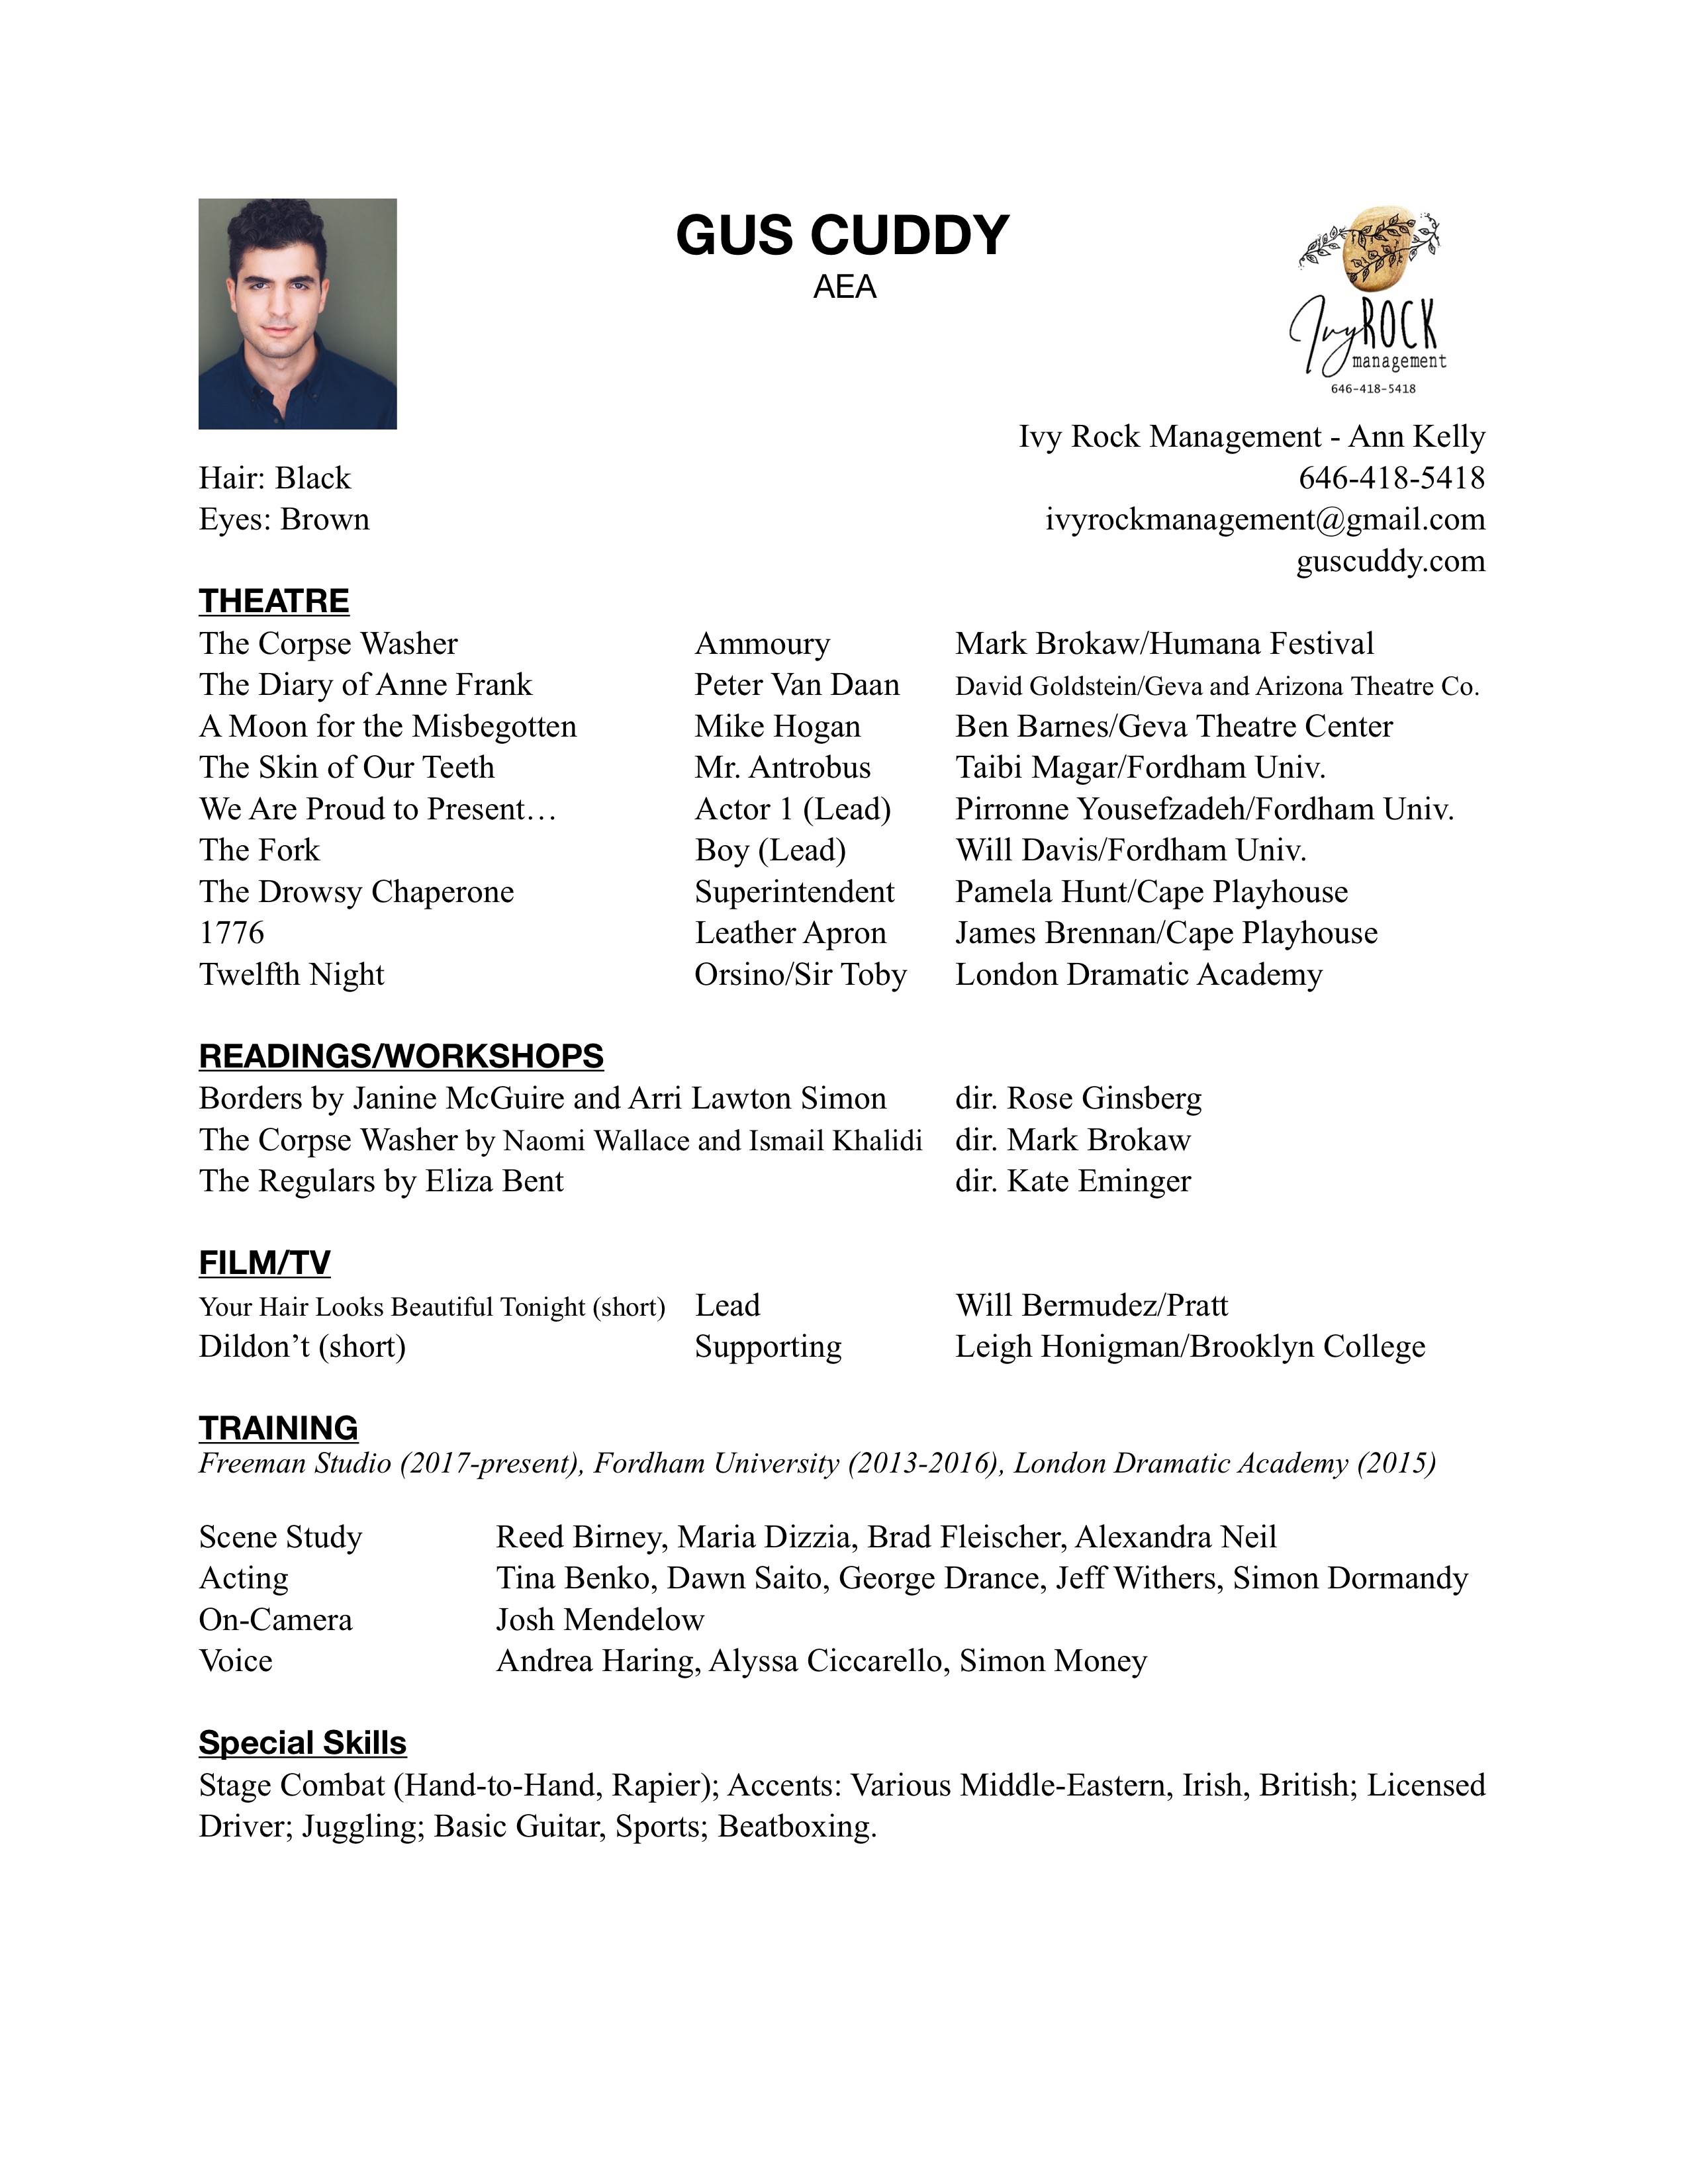 GUS CUDDY
AEA
Ivy ROCK
management
646-418-5418
Ivy Rock Management - Ann Kelly
Hair: Black 646-418-5418
Eyes: Brown ivyrockmanagement@gmail.com
guscuddy.com
THEATRE
The Corpse Washer Ammoury Mark Brokaw/Humana Festival
The Diary of Anne Frank Peter Van Daan David Goldstein/Geva and Arizona Theatre Co.
A Moon for the Misbegotten Mike Hogan Ben Barnes/Geva Theatre Center
The Skin of Our Teeth Mr. Antrobus Taibi Magar/Fordham Univ.
We Are Proud to Present… Actor 1 (Lead) Pirronne Yousefzadeh/Fordham Univ.
The Fork Boy (Lead) Will Davis/Fordham Univ.
The Drowsy Chaperone Superintendent Pamela Hunt/Cape Playhouse
1776 Leather Apron James Brennan/Cape Playhouse
Twelfth Night Orsino/Sir Toby London Dramatic Academy
READINGS/WORKSHOPS
Borders by Janine McGuire and Arri Lawton Simon dir. Rose Ginsberg
The Corpse Washer by Naomi Wallace and Ismail Khalidi dir. Mark Brokaw
The Regulars by Eliza Bent dir. Kate Eminger
FILM/TV
Your Hair Looks Beautiful Tonight (short) Lead Will Bermudez/Pratt
Dildon’t (short) Supporting Leigh Honigman/Brooklyn College
TRAINING
Freeman Studio (2017-present), Fordham University (2013-2016), London Dramatic Academy (2015)
Scene Study Reed Birney, Maria Dizzia, Brad Fleischer, Alexandra Neil
Acting Tina Benko, Dawn Saito, George Drance, Jeff Withers, Simon Dormandy
On-Camera Josh Mendelow
Voice Andrea Haring, Alyssa Ciccarello, Simon Money
Special Skills
Stage Combat (Hand-to-Hand, Rapier); Accents: Various Middle-Eastern, Irish, British; Licensed
Driver; Juggling; Basic Guitar, Sports; Beatboxing.